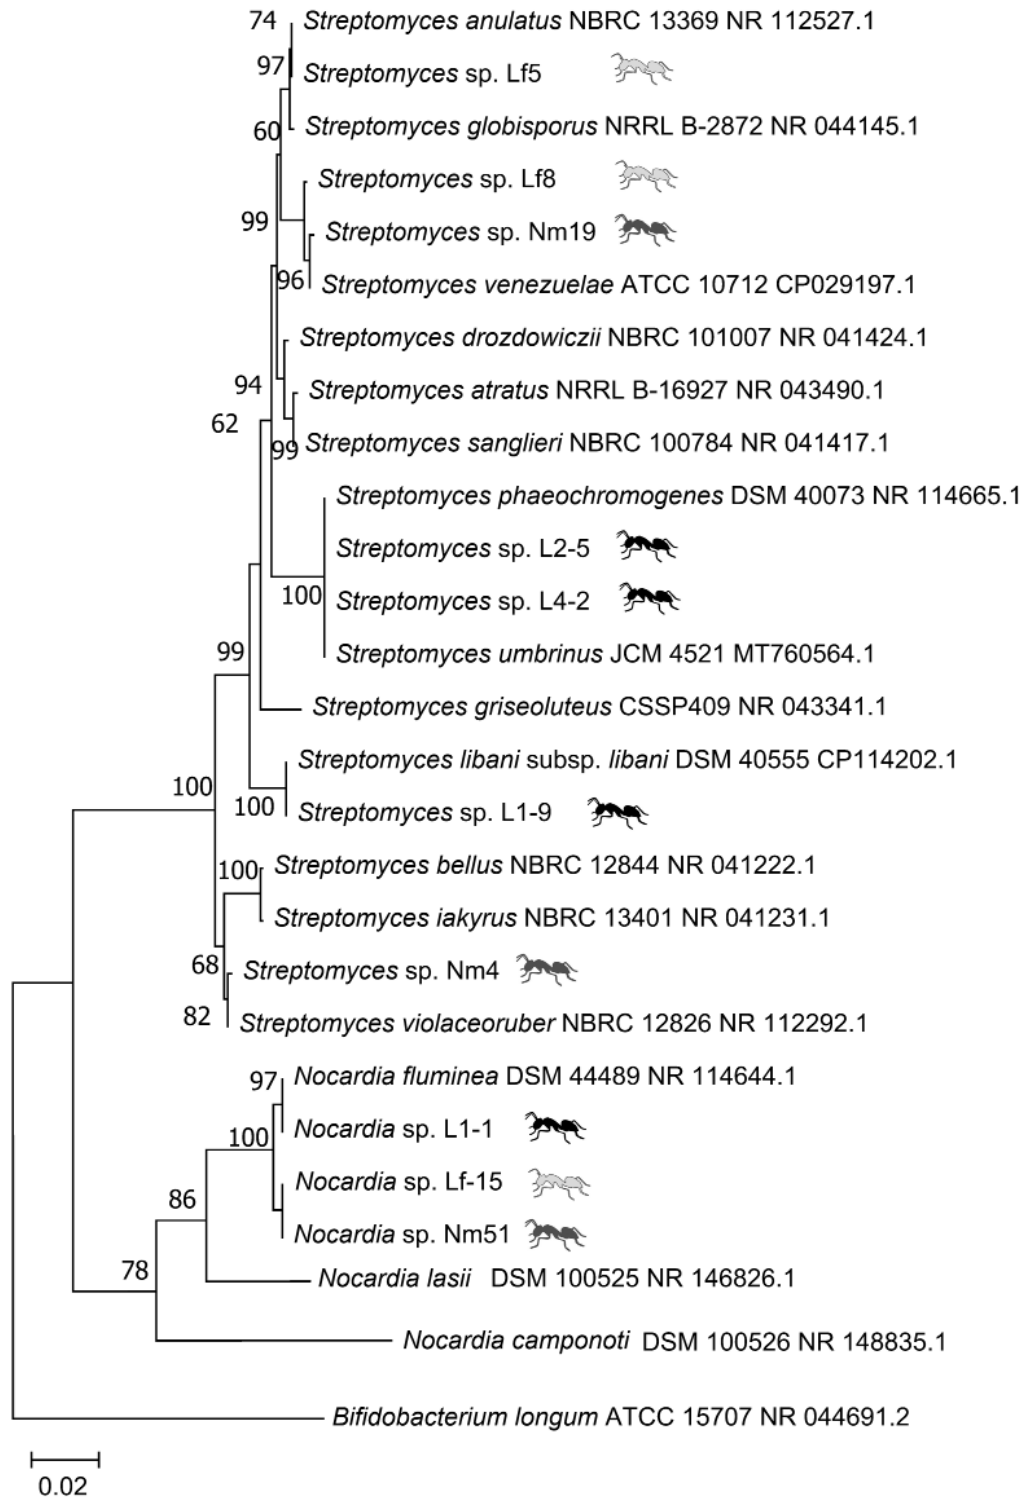 74 Streptomyces anulatus NBRC 13369 NR 112527.1
97 Streptomyces sp. Lf5
60 Streptomyces globisporus NRRL B-2872 NR 044145.1
Streptomyces sp. Lf8
99 Streptomyces sp. Nm19
96 Streptomyces venezuelae ATCC 10712 CP029197.1
Streptomyces drozdowiczii NBRC 101007 NR 041424.1
94 Streptomyces atratus NRRL B-16927 NR 043490.1
62
99 Streptomyces sanglieri NBRC 100784 NR 041417.1
Streptomyces phaeochromogenes DSM 40073 NR 114665.1
Streptomyces sp. L2-5
100 Streptomyces sp. L4-2
99 Streptomyces umbrinus JCM 4521 MT760564.1
Streptomyces griseoluteus CSSP409 NR 043341.1
Streptomyces libani subsp. libani DSM 40555 CP114202.1
100
100 Streptomyces sp. L1-9
100 Streptomyces bellus NBRC 12844 NR 041222.1
Streptomyces iakyrus NBRC 13401 NR 041231.1
68 Streptomyces sp. Nm4
82 Streptomyces violaceoruber NBRC 12826 NR 112292.1
97 Nocardia fluminea DSM 44489 NR 114644.1
100 Nocardia sp. L1-1
86 Nocardia sp. Lf-15
Nocardia sp. Nm51
78 Nocardia lasii DSM 100525 NR 146826.1
Nocardia camponoti DSM 100526 NR 148835.1
Bifidobacterium longum ATCC 15707 NR 044691.2
0.02